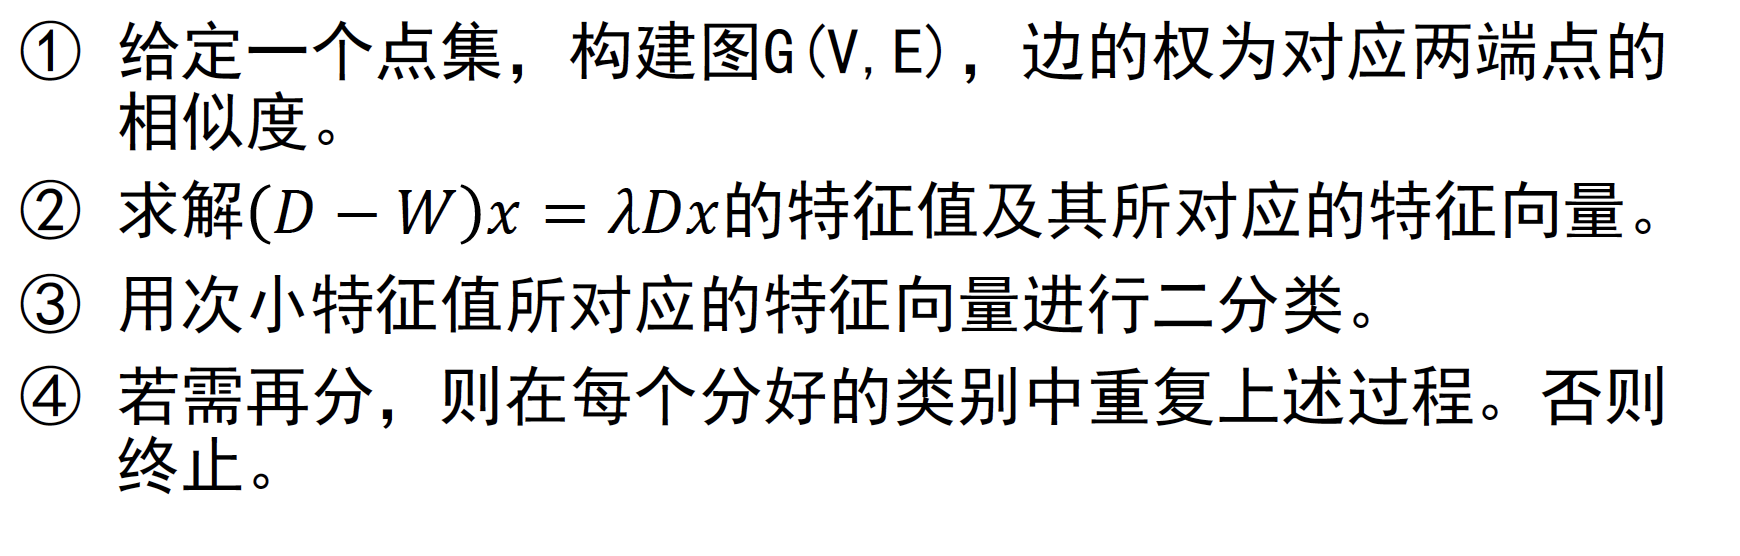 ① 给定一个点集，构建图G(V,E)，边的权为对应两端点的
相似度。
② 求解(D − W)x = λDx的特征值及其所对应的特征向量。
③ 用次小特征值所对应的特征向量进行二分类。
④ 若需再分，则在每个分好的类别中重复上述过程。否则
终止。